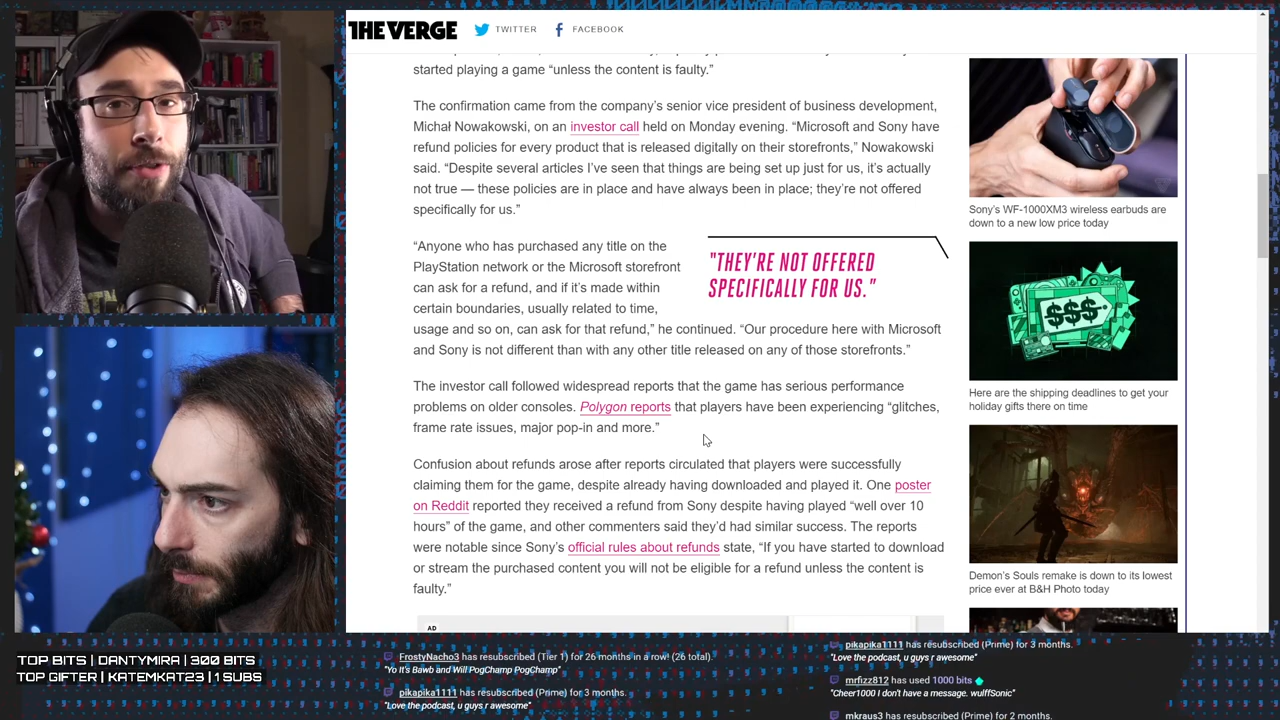 THE VERGE
TWITTER
FACEBOOK
started playing a game “unless the content is faulty.”
The confirmation came from the company’s senior vice president of business development,
Michał Nowakowski, on an investor call held on Monday evening. “Microsoft and Sony have
refund policies for every product that is released digitally on their storefronts,” Nowakowski
said. “Despite several articles I’ve seen that things are being set up just for us, it’s actually
not true — these policies are in place and have always been in place; they’re not offered
specifically for us.”
“Anyone who has purchased any title on the
PlayStation network or the Microsoft storefront
can ask for a refund, and if it’s made within
certain boundaries, usually related to time,
usage and so on, can ask for that refund,” he continued. “Our procedure here with Microsoft
and Sony is not different than with any other title released on any of those storefronts.”
"THEY’RE NOT OFFERED
SPECIFICALLY FOR US."
The investor call followed widespread reports that the game has serious performance
problems on older consoles. Polygon reports that players have been experiencing “glitches,
frame rate issues, major pop-in and more.”
Confusion about refunds arose after reports circulated that players were successfully
claiming them for the game, despite already having downloaded and played it. One poster
on Reddit reported they received a refund from Sony despite having played “well over 10
hours” of the game, and other commenters said they’d had similar success. The reports
were notable since Sony’s official rules about refunds state, “If you have started to download
or stream the purchased content you will not be eligible for a refund unless the content is
faulty.”
AD
Sony’s WF-1000XM3 wireless earbuds are
down to a new low price today
$$$
Here are the shipping deadlines to get your
holiday gifts there on time
Demon’s Souls remake is down to its lowest
price ever at B&H Photo today
TOP BITS | DANTYMIRA | 300 BITS
TOP GIFTER | KATEMKAT23 | 1 SUBS
FrostyNacho3 has resubscribed (Tier 1) for 26 months in a row! (26 total).
"Yo It's Bawb and Will PogChamp PogChamp"
pikapika1111 has resubscribed (Prime) for 3 months.
"Love the podcast, u guys r awesome"
pikapika1111 has resubscribed (Prime) for 3 months.
"Love the podcast, u guys r awesome"
mrfizz812 has used 1000 bits
"Cheer1000 I don't have a message. wulffSonic"
mkraus3 has resubscribed (Prime) for 2 months.